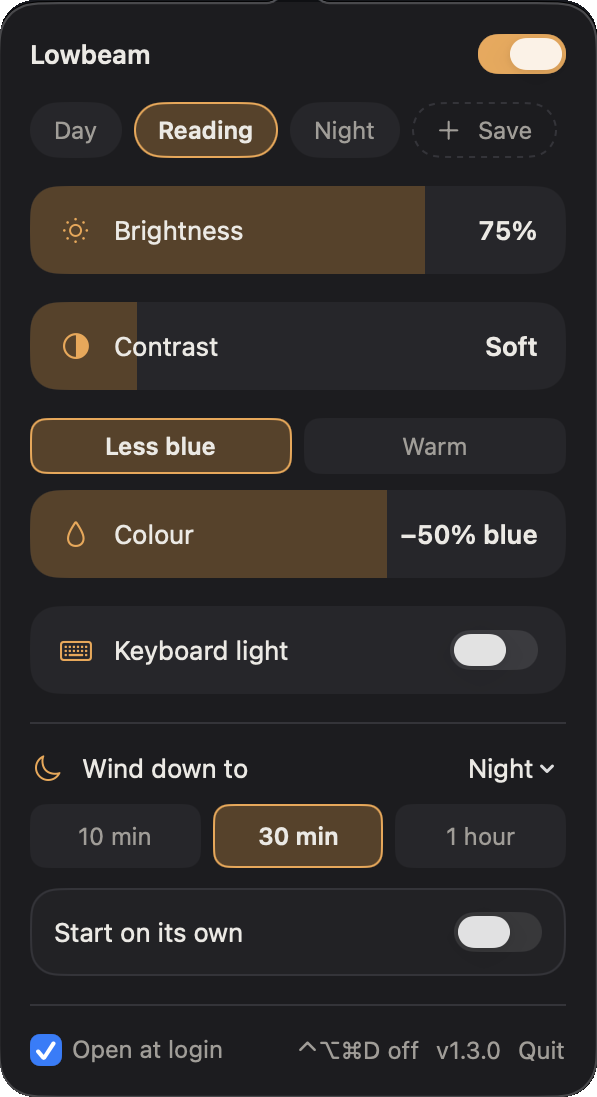 Lowbeam
Day Reading Night + Save
Brightness 75%
Contrast Soft
Less blue Warm
Colour –50% blue
Keyboard light
Wind down to Night
10 min 30 min 1 hour
Start on its own
Open at login ⌃⌥⌘D off v1.3.0 Quit